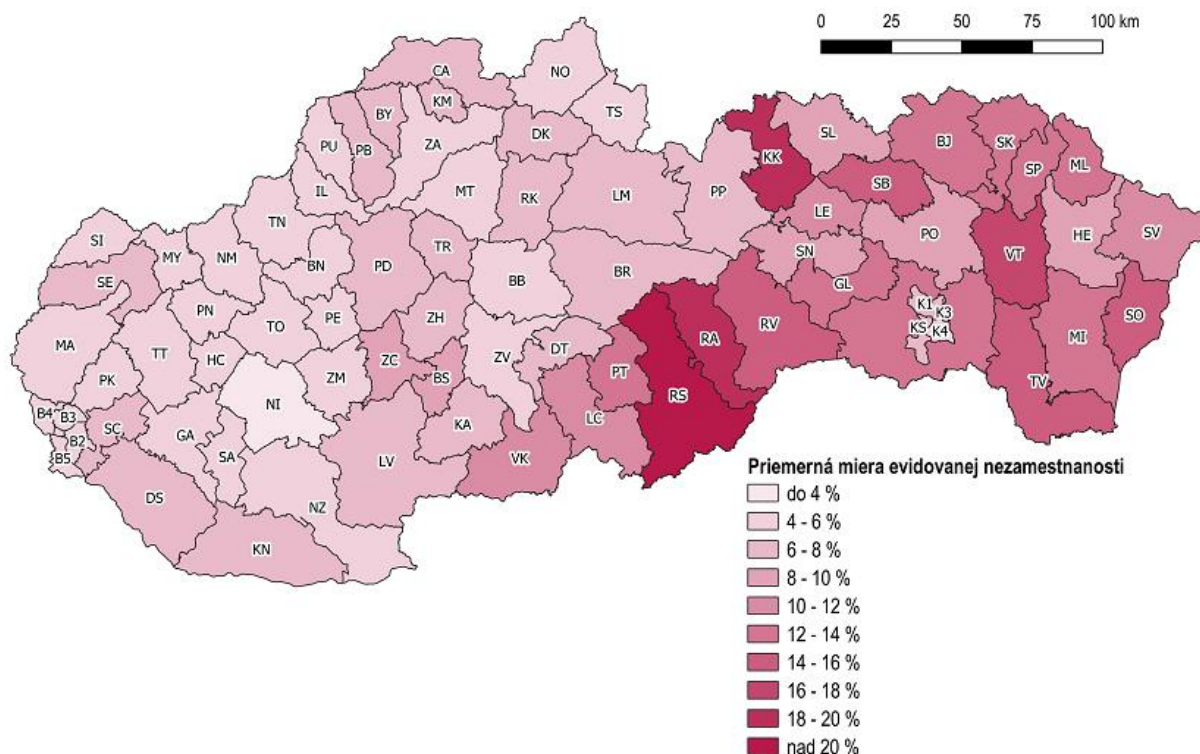 0 25 50 75 100 km
CA
NO
KM
BY
TS
PU
PB
ZA
DK
SL
BJ
SK
KK
SP
ML
IL
MT
RK
LM
PP
SB
TN
LE
PO
HE
SV
SI
MY
NM
BN
PD
TR
BB
BR
SN
VT
SE
GL
PN
TO
PE
ZH
K1
K3
KS
K4
SO
MA
TT
HC
ZV
DT
RA
RV
MI
PK
ZM
ZC
BS
PT
TV
NI
RS
B4
B3
SC
GA
KA
LC
B2
B5
SA
LV
VK
DS
NZ
KN
Priemerná miera evidovanej nezamestnanosti
do 4 %
4 - 6 %
6 - 8 %
8 - 10 %
10 - 12 %
12 - 14 %
14 - 16 %
16 - 18 %
18 - 20 %
nad 20 %